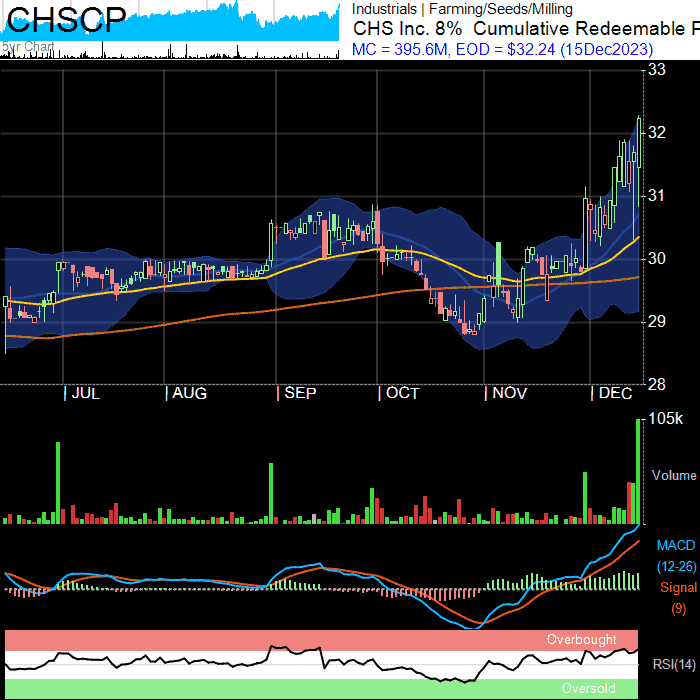 CHSCP
5yr Chart
Industrials | Farming/Seeds/Milling
CHS Inc. 8%  Cumulative Redeemable P
MC = 395.6M, EOD = $32.24 (15Dec2023)
33
32
31
30
29
28
| JUL
| AUG
| SEP
| OCT
| NOV
| DEC
105k
Volume
MACD
(12-26)
Signal
(9)
Overbought
RSI(14)
Oversold